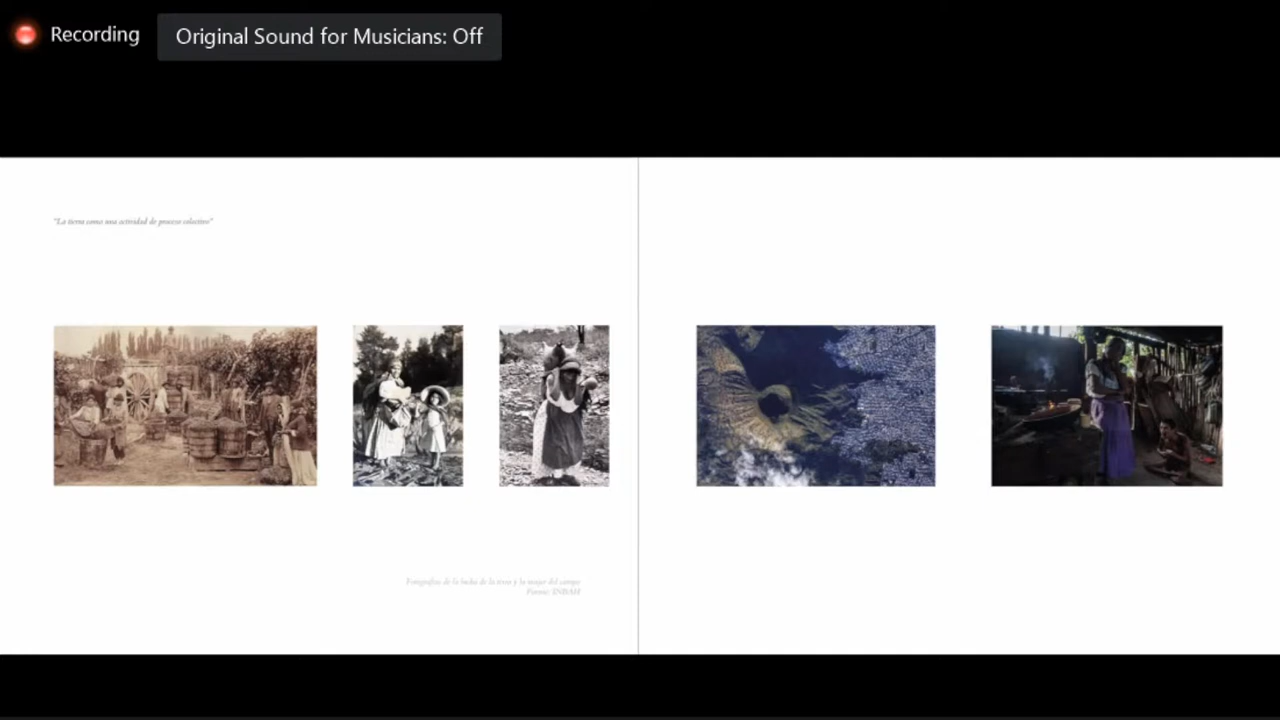 Recording
Original Sound for Musicians: Off
"La tierra como una actividad de proceso colectivo"
Fotografías de la lucha de la tierra y la mujer del campo
Fuente: INBAH